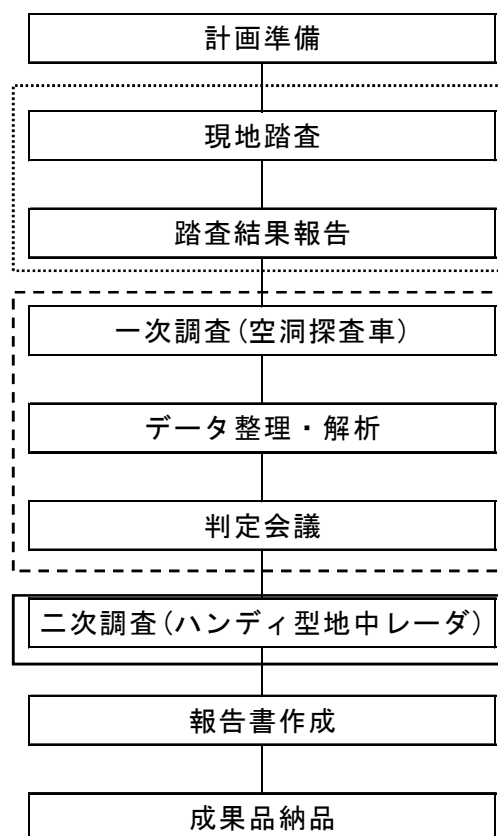 計画準備
現地踏査
踏査結果報告
一次調査(空洞探査車)
データ整理・解析
判定会議
二次調査(ハンディ型地中レーダ)
報告書作成
成果品納品